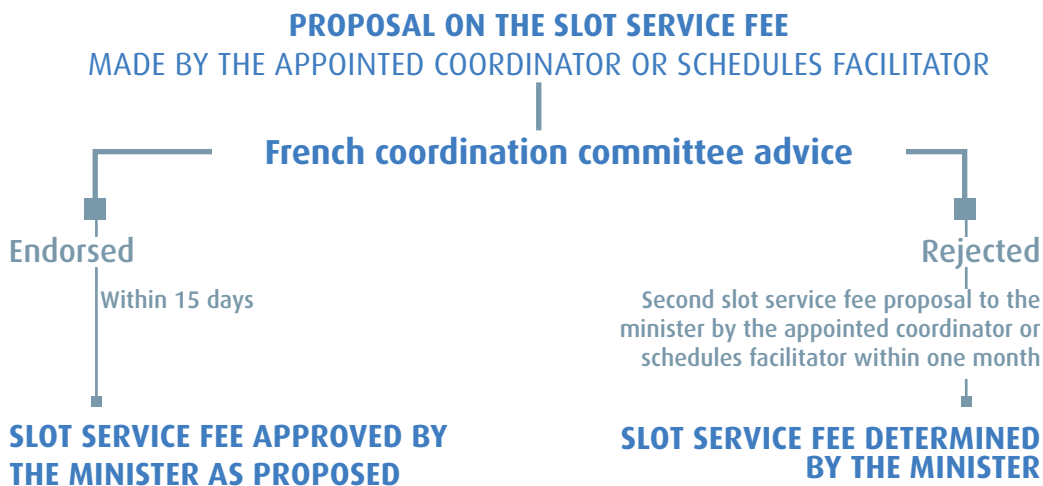 PROPOSAL ON THE SLOT SERVICE FEE
MADE BY THE APPOINTED COORDINATOR OR SCHEDULES FACILITATOR
French coordination committee advice
Endorsed
Within 15 days
SLOT SERVICE FEE APPROVED BY
THE MINISTER AS PROPOSED
Rejected
Second slot service fee proposal to the
minister by the appointed coordinator or
schedules facilitator within one month
SLOT SERVICE FEE DETERMINED
BY THE MINISTER